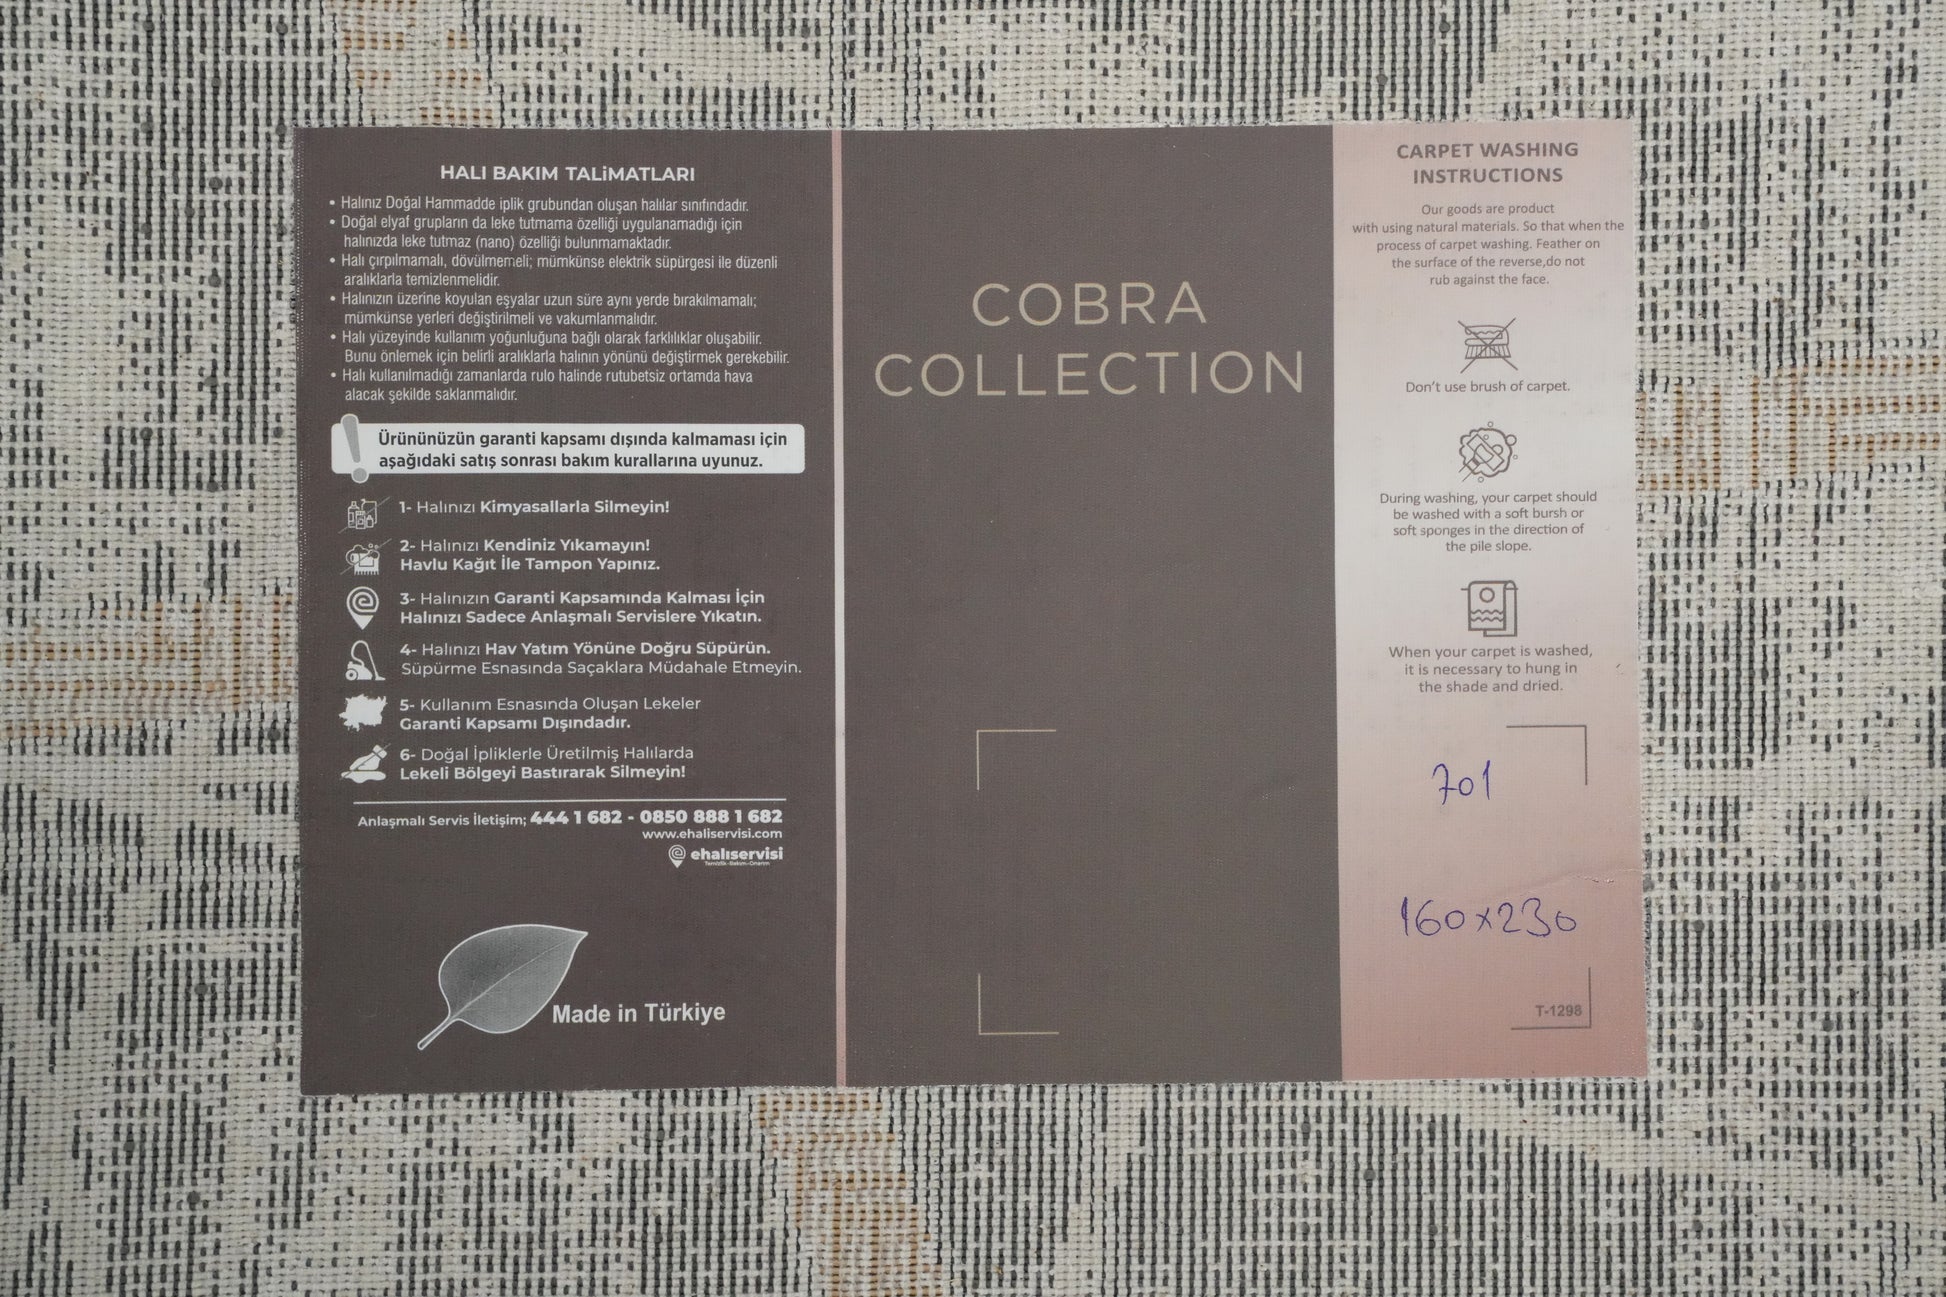 HALI BAKIM TALiMATLARI
• Halınız Doğal Hammadde iplik grubundan oluşan halılar sınıfındadır.
• Doğal elyaf grupların da leke tutmama özelliği uygulanamadığı için
halınızda leke tutmaz (nano) özelliği bulunmamaktadır.
• Halı çırpılmamalı, dövülmemeli; mümkünse elektrik süpürgesi ile düzenli
aralıklarla temizlenmelidir.
• Halınızın üzerine koyulan eşyalar uzun süre aynı yerde bırakılmamalı;
mümkünse yerleri değiştirilmeli ve vakumlanmalıdır.
• Halı yüzeyinde kullanım yoğunluğuna bağlı olarak farklılıklar oluşabilir.
Bunu önlemek için belirli aralıklarla halının yönünü değiştirmek gerekebilir.
• Halı kullanılmadığı zamanlarda rulo halinde rutubetsiz ortamda hava
alacak şekilde saklanmalıdır.
Ürününüzün garanti kapsamı dışında kalmaması için
aşağıdaki satış sonrası bakım kurallarına uyunuz.
1- Halınızı Kimyasallarla Silmeyin!
2- Halınızı Kendiniz Yıkamayın!
Havlu Kağıt İle Tampon Yapınız.
3- Halınızın Garanti Kapsamında Kalması İçin
Halınızı Sadece Anlaşmalı Servislere Yıkatın.
4- Halınızı Hav Yatım Yönüne Doğru Süpürün.
Süpürme Esnasında Saçaklara Müdahale Etmeyin.
5- Kullanım Esnasında Oluşan Lekeler
Garanti Kapsamı Dışındadır.
6- Doğal İpliklerle Üretilmiş Halılarda
Lekeli Bölgeyi Bastırarak Silmeyin!
Anlaşmalı Servis İletişim; 444 1 682 - 0850 888 1 682
www.ehaliservisi.com
ehalıservisi
Temizlik-Bakım-Onarım
Made in Türkiye
COBRA
COLLECTION
CARPET WASHING
INSTRUCTIONS
Our goods are product
with using natural materials. So that when the
process of carpet washing. Feather on
the surface of the reverse,do not
rub against the face.
Don't use brush of carpet.
During washing, your carpet should
be washed with a soft bursh or
soft sponges in the direction of
the pile slope.
When your carpet is washed,
it is necessary to hung in
the shade and dried.
701
160x230
T-1298